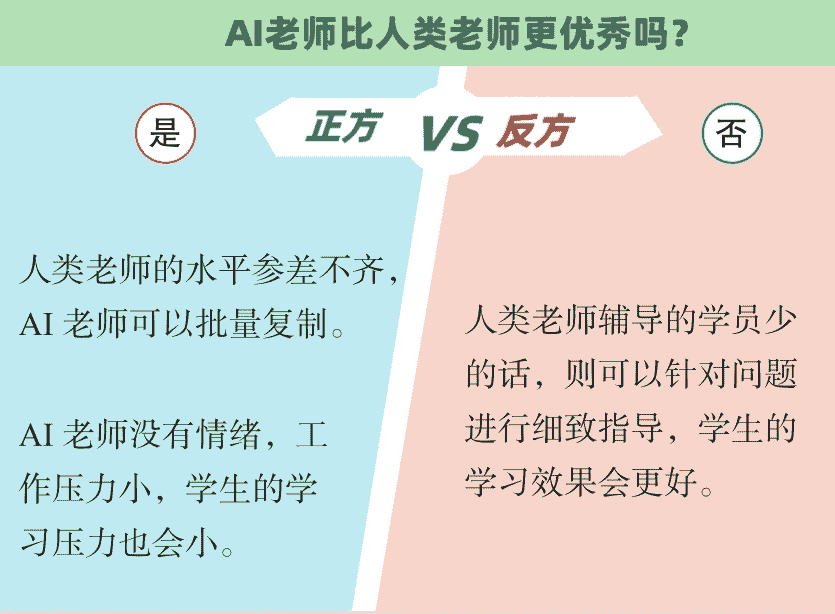 AI老师比人类老师更优秀吗？
是
正方
VS
反方
否
人类老师的水平参差不齐，
AI 老师可以批量复制。
AI 老师没有情绪，工
作压力小，学生的学
习压力也会小。
人类老师辅导的学员少
的话，则可以针对问题
进行细致指导，学生的
学习效果会更好。